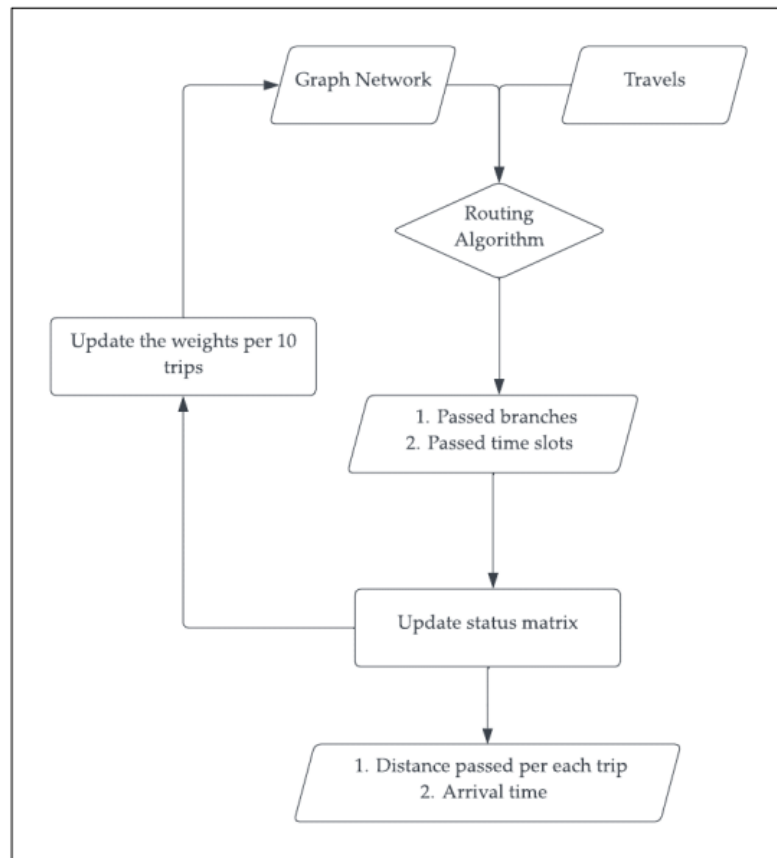 Graph Network
Travels
Routing
Algorithm
Update the weights per 10
trips
1. Passed branches
2. Passed time slots
Update status matrix
1. Distance passed per each trip
2. Arrival time